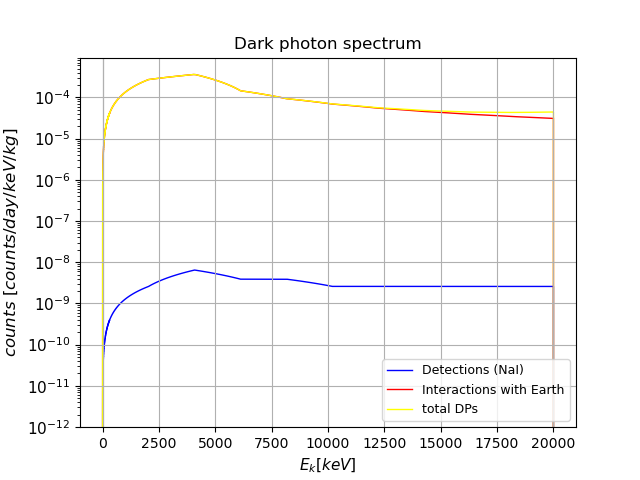 Dark photon spectrum
counts [counts/day/keV/kg]
10⁻⁴
10⁻⁵
10⁻⁶
10⁻⁷
10⁻⁸
10⁻⁹
10⁻¹⁰
10⁻¹¹
10⁻¹²
Detections (NaI)
Interactions with Earth
total DPs
0 2500 5000 7500 10000 12500 15000 17500 20000
Eₖ[keV]